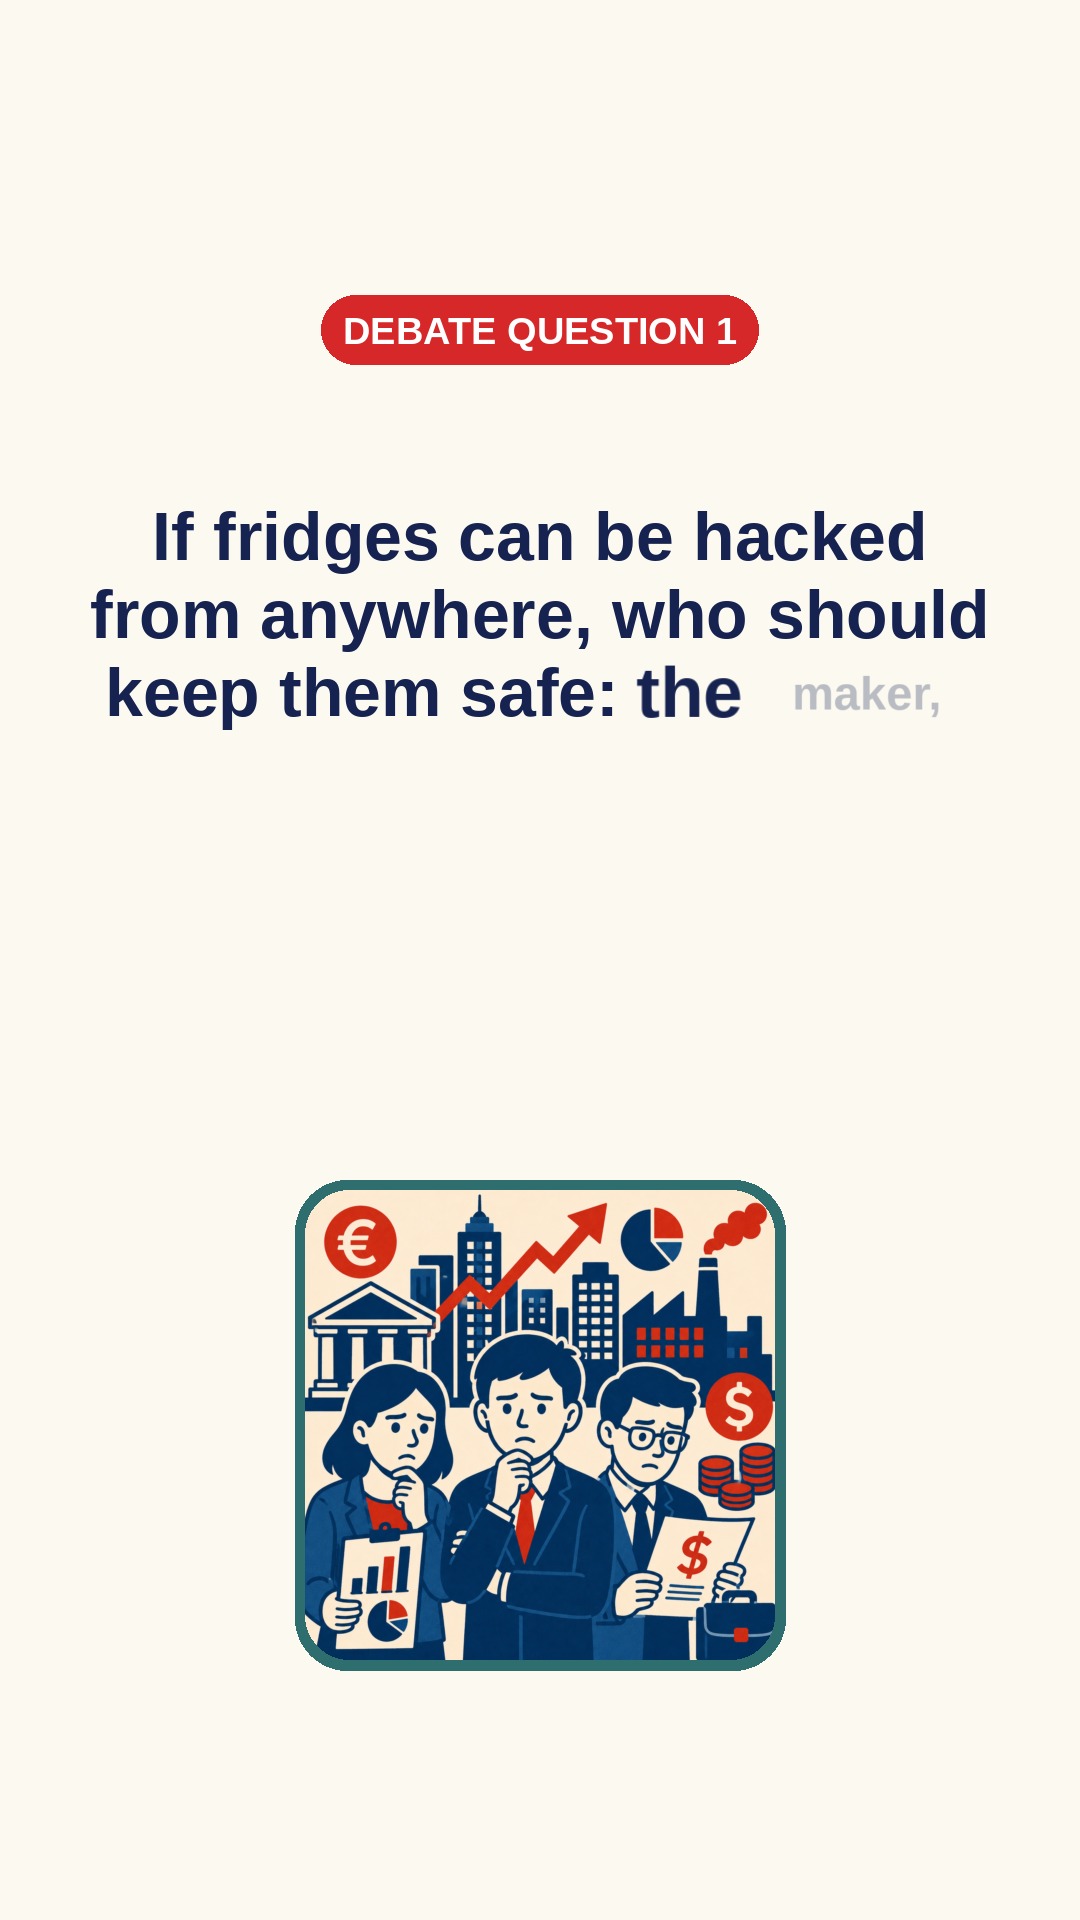 DEBATE QUESTION 1
If fridges can be hacked
from anywhere, who should
keep them safe: the maker,
€
$
$